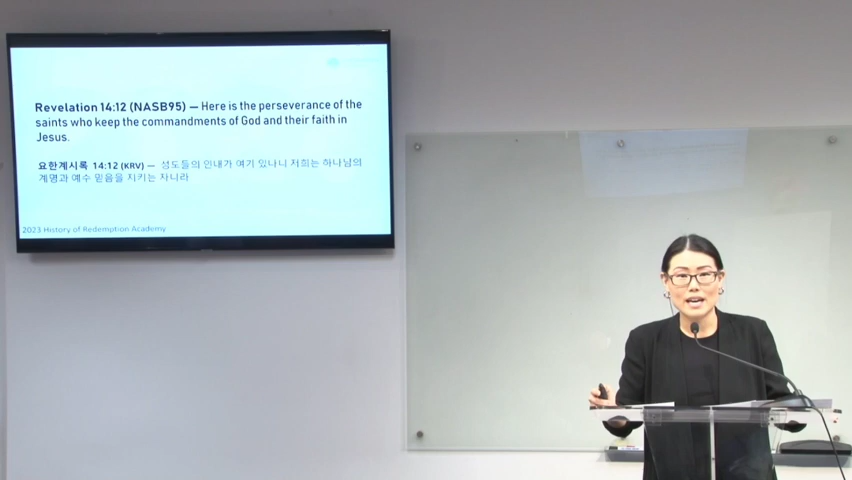 Revelation 14:12 (NASB95) — Here is the perseverance of the
saints who keep the commandments of God and their faith in
Jesus.
요한계시록 14:12 (KRV) — 성도들의 인내가 여기 있나니 저희는 하나님의
계명과 예수 믿음을 지키는 자니라
2023 History of Redemption Academy